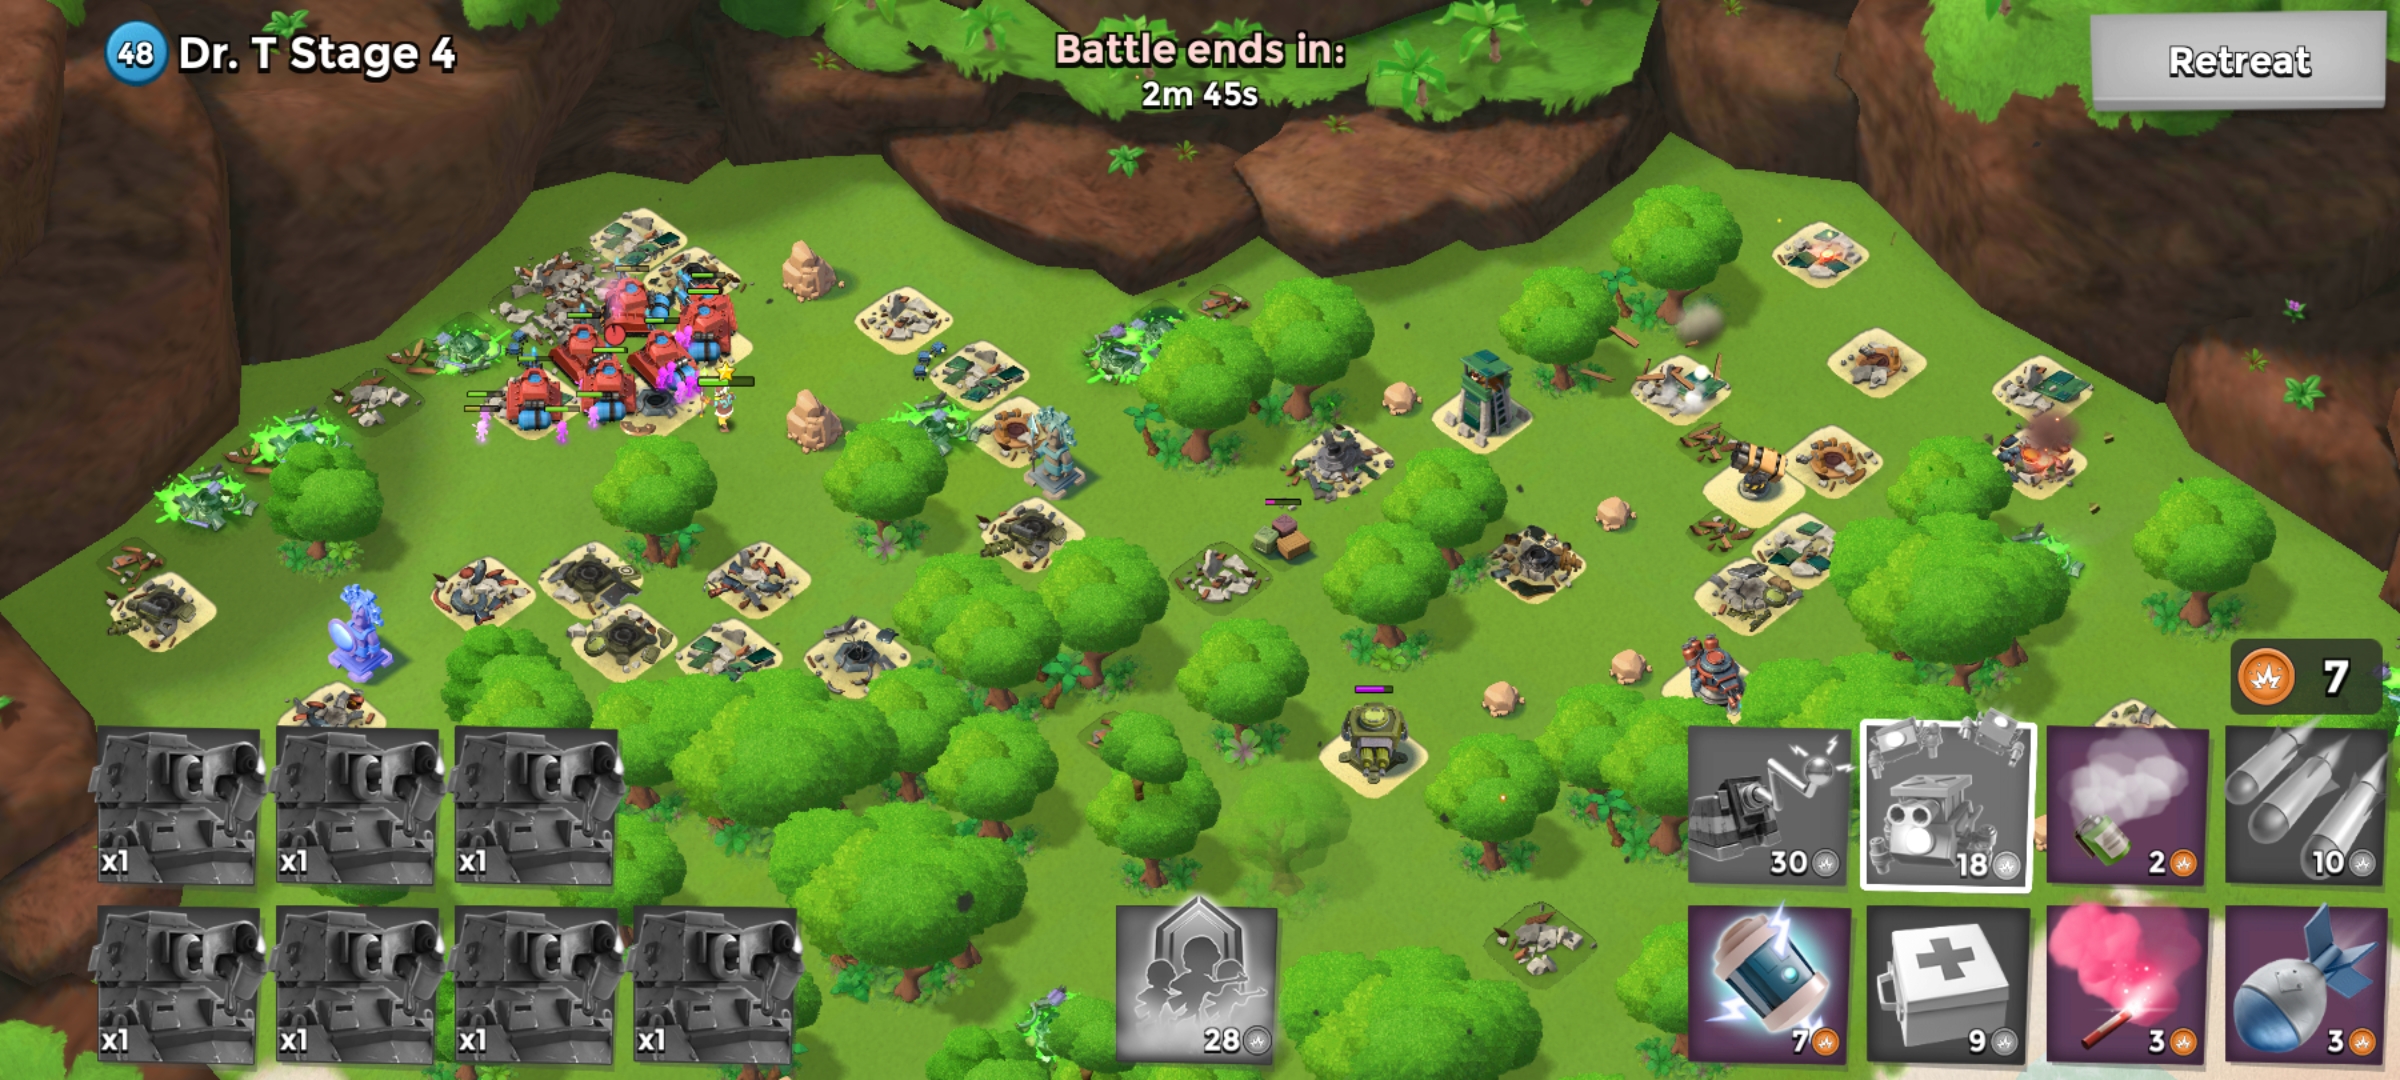 48 Dr. T Stage 4
Battle ends in:
2m 45s
Retreat
7
x1 x1 x1
30 18 2 10
x1 x1 x1 x1
28
7 9 3 3